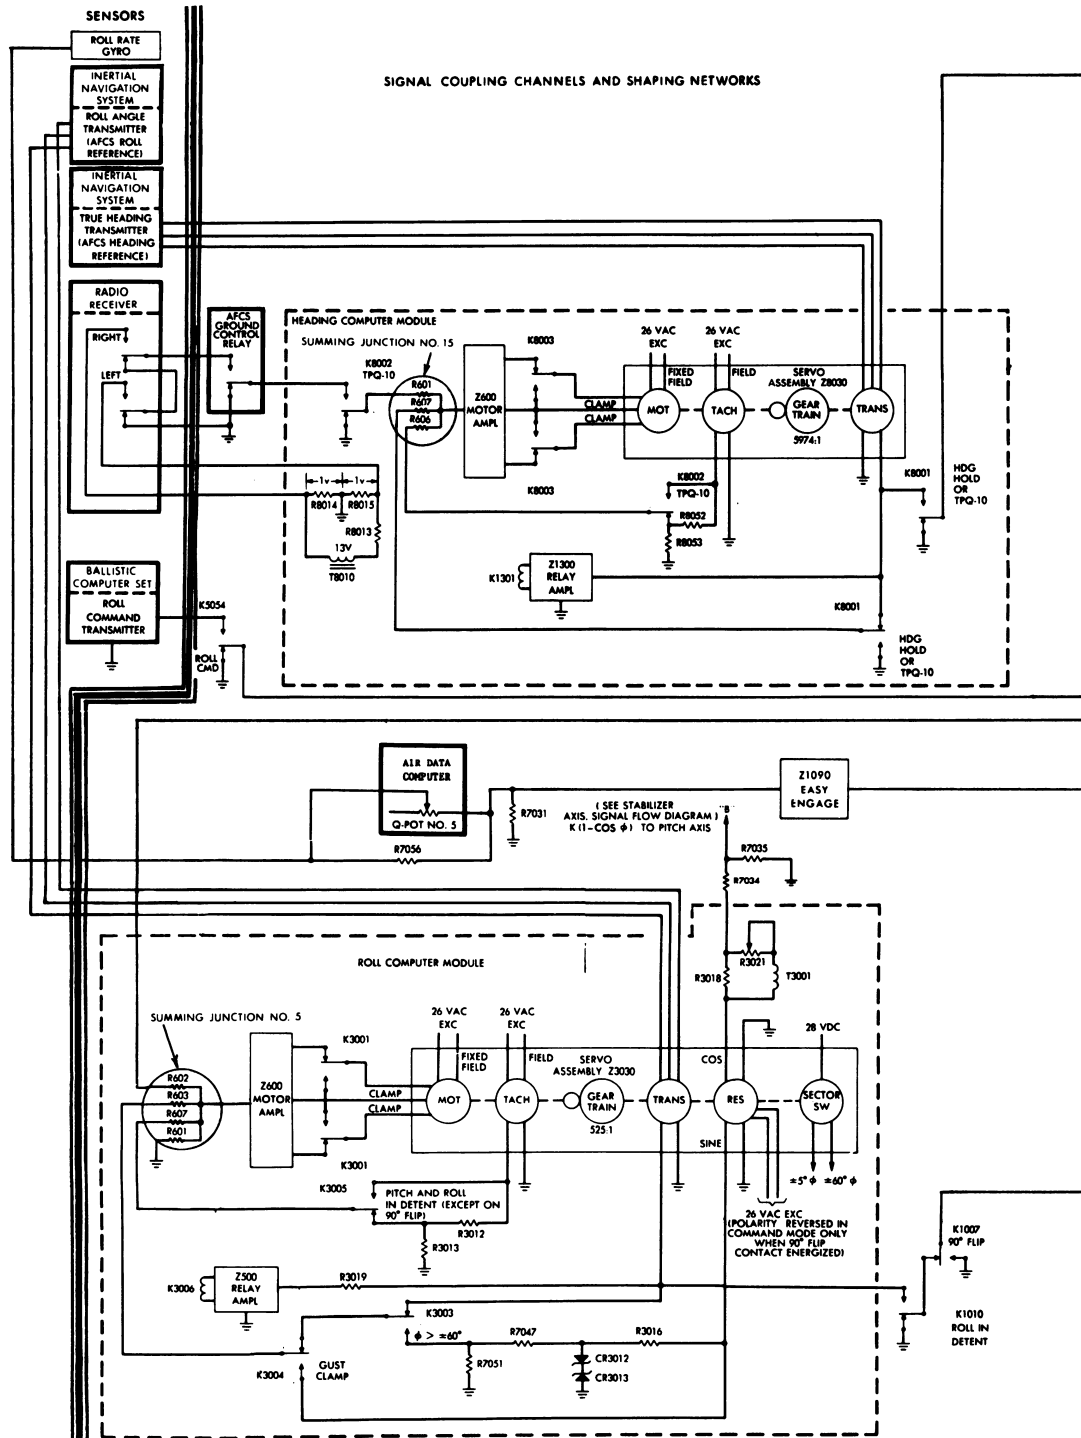 SENSORS
ROLL RATE
GYRO
INERTIAL
NAVIGATION
SYSTEM
ROLL ANGLE
TRANSMITTER
(AFCS ROLL
REFERENCE)
INERTIAL
NAVIGATION
SYSTEM
TRUE HEADING
TRANSMITTER
(AFCS HEADING
REFERENCE)
RADIO
RECEIVER
RIGHT
LEFT
AFCS
GROUND
CONTROL
RELAY
BALLISTIC
COMPUTER SET
ROLL
COMMAND
TRANSMITTER
K5054
ROLL
CMD
SIGNAL COUPLING CHANNELS AND SHAPING NETWORKS
HEADING COMPUTER MODULE
SUMMING JUNCTION NO. 15
K8002
TPQ-10
R601
R607
R606
Z600
MOTOR
AMPL
K8003
CLAMP
CLAMP
K8003
26 VAC
EXC
26 VAC
EXC
FIXED
FIELD
FIELD
SERVO
ASSEMBLY Z8030
MOT
TACH
GEAR
TRAIN
5974:1
TRANS
1v
1v
R8014
R8015
R8013
13V
T8010
K8002
TPQ-10
R8052
R8053
K1301
Z1300
RELAY
AMPL
K8001
HDG
HOLD
OR
TPQ-10
K8001
HDG
HOLD
OR
TPQ-10
AIR DATA
COMPUTER
Q-POT NO. 5
R7056
R7031
(SEE STABILIZER
AXIS. SIGNAL FLOW DIAGRAM)
K(1-COS φ) TO PITCH AXIS
B
Z1090
EASY
ENGAGE
R7035
R7034
ROLL COMPUTER MODULE
R3018
R3021
T3001
SUMMING JUNCTION NO. 5
R602
R603
R607
R601
Z600
MOTOR
AMPL
K3001
CLAMP
CLAMP
K3001
26 VAC
EXC
26 VAC
EXC
FIXED
FIELD
FIELD
SERVO
ASSEMBLY Z3030
MOT
TACH
GEAR
TRAIN
525:1
TRANS
COS
RES
SINE
28 VDC
SECTOR
SW
±5° φ ±60° φ
K3005
PITCH AND ROLL
IN DETENT (EXCEPT ON
90° FLIP)
R3012
R3013
26 VAC EXC
(POLARITY REVERSED IN
COMMAND MODE ONLY
WHEN 90° FLIP
CONTACT ENERGIZED)
K3006
Z500
RELAY
AMPL
R3019
K3003
φ > ±60°
R7047
R3016
R7051
CR3012
CR3013
K3004
GUST
CLAMP
K1007
90° FLIP
K1010
ROLL IN
DETENT